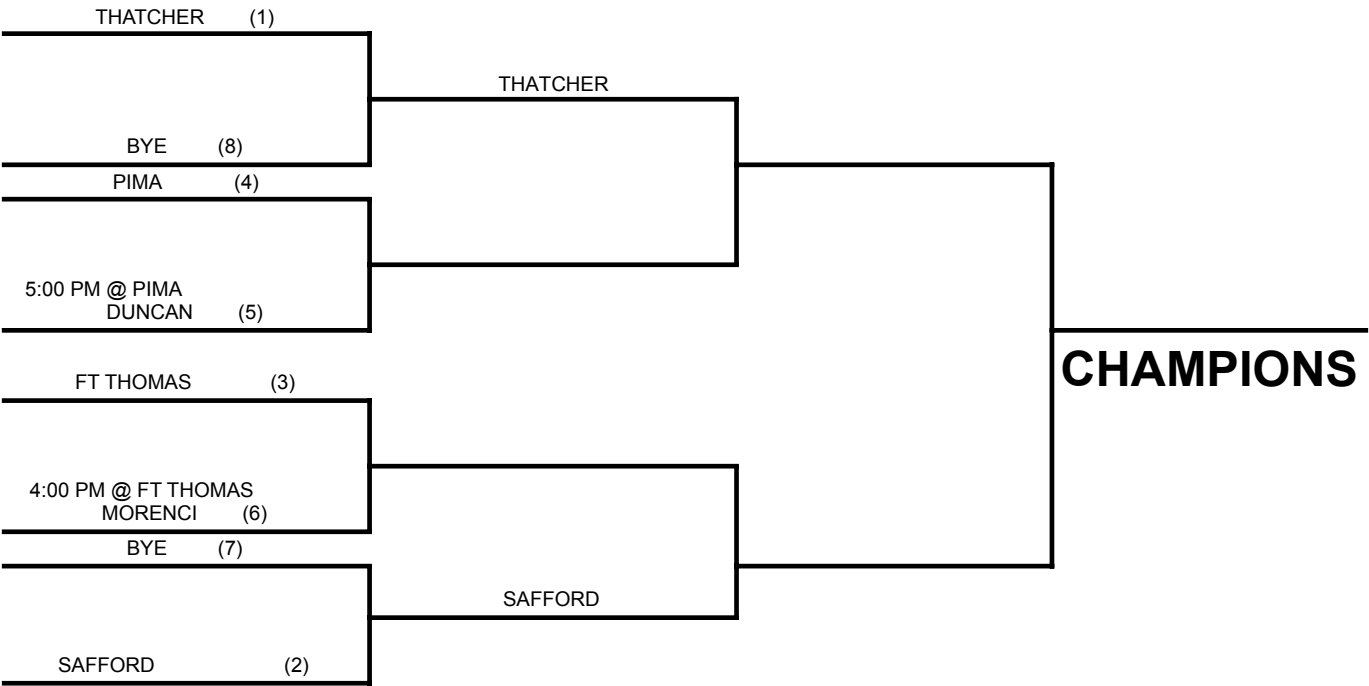 THATCHER (1)
THATCHER
BYE (8)
PIMA (4)
5:00 PM @ PIMA
DUNCAN (5)
CHAMPIONS
FT THOMAS (3)
4:00 PM @ FT THOMAS
MORENCI (6)
BYE (7)
SAFFORD
SAFFORD (2)